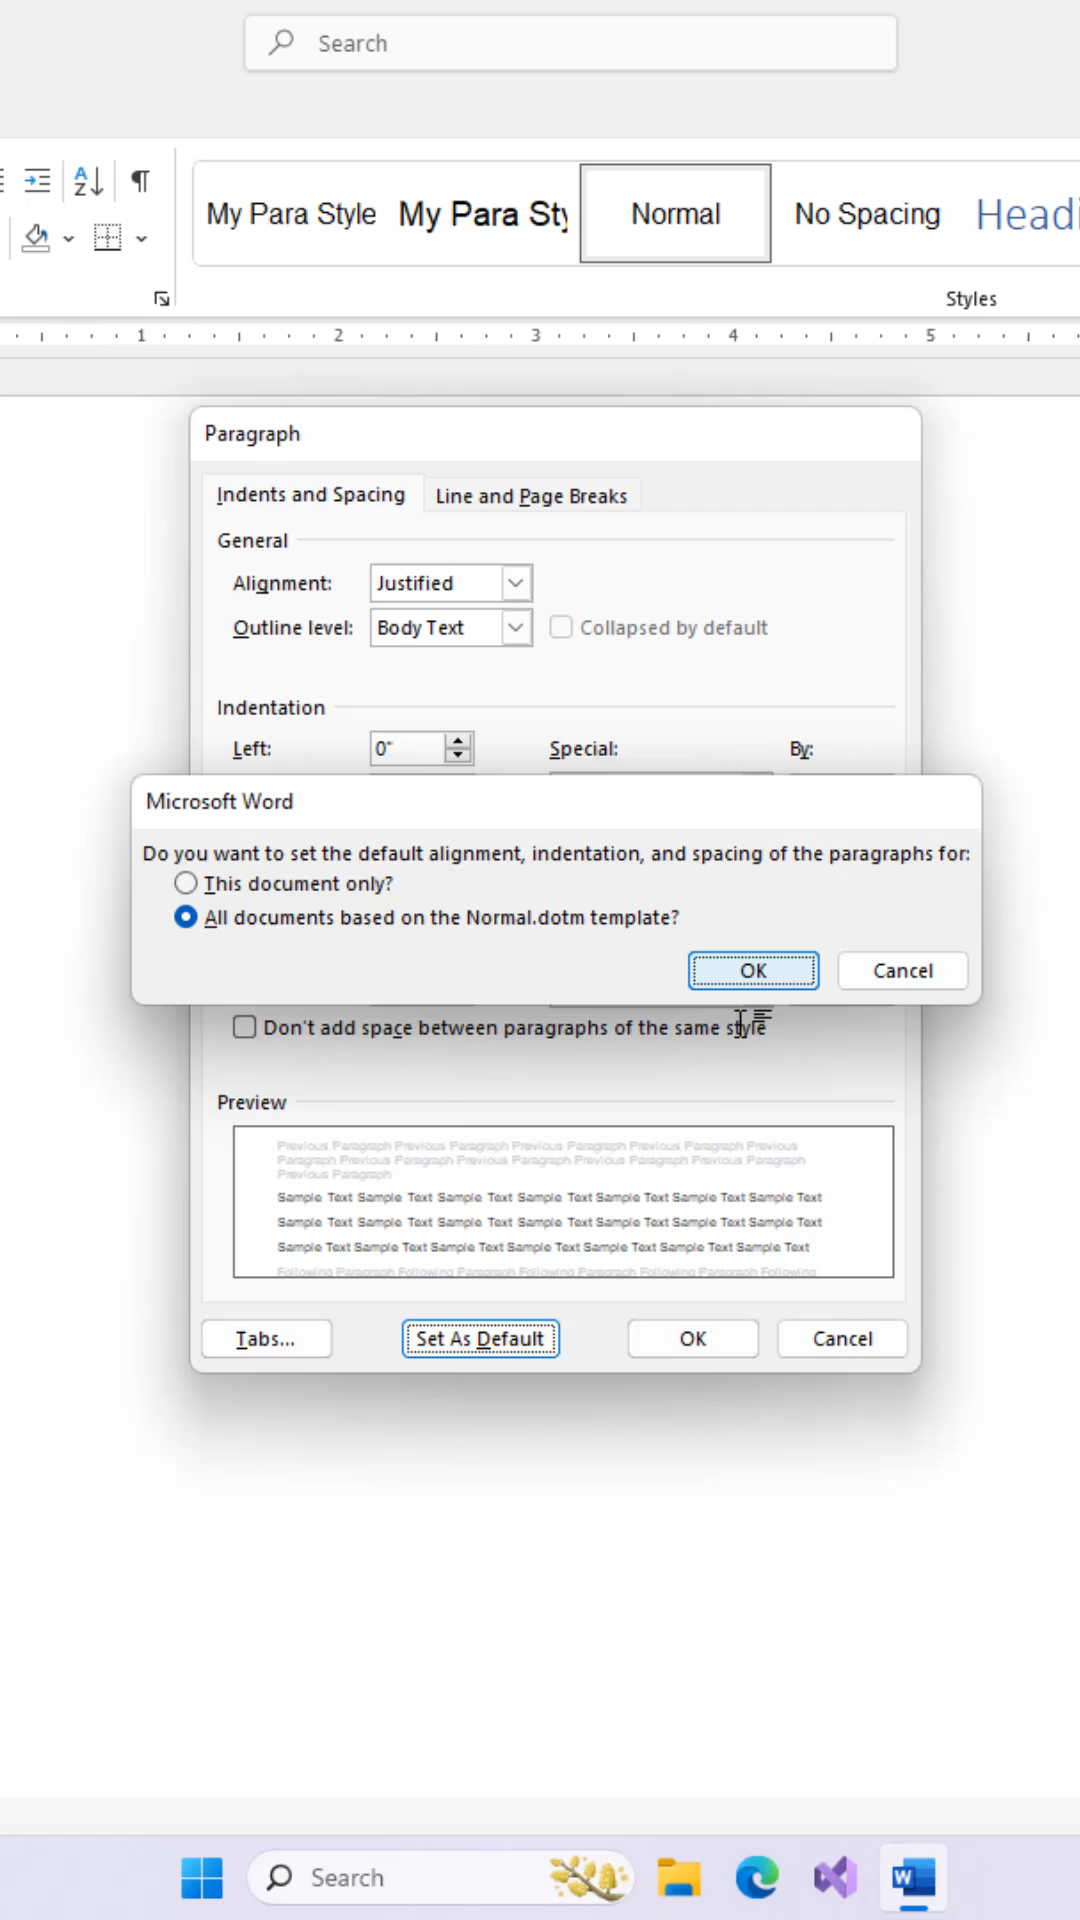 Search
My Para Style My Para Sty Normal No Spacing Headi
Styles
1 2 3 4 5
Paragraph
Indents and Spacing Line and Page Breaks
General
Alignment: Justified
Outline level: Body Text Collapsed by default
Indentation
Left: 0" Special: By:
Microsoft Word
Do you want to set the default alignment, indentation, and spacing of the paragraphs for:
This document only?
All documents based on the Normal.dotm template?
OK Cancel
Don't add space between paragraphs of the same style
Preview
Previous Paragraph Previous Paragraph Previous Paragraph Previous Paragraph Previous
Paragraph Previous Paragraph Previous Paragraph Previous Paragraph Previous Paragraph
Previous Paragraph
Sample Text Sample Text Sample Text Sample Text Sample Text Sample Text Sample Text
Sample Text Sample Text Sample Text Sample Text Sample Text Sample Text Sample Text
Sample Text Sample Text Sample Text Sample Text Sample Text Sample Text Sample Text
Following Paragraph Following Paragraph Following Paragraph Following Paragraph Following
Tabs... Set As Default OK Cancel
Search